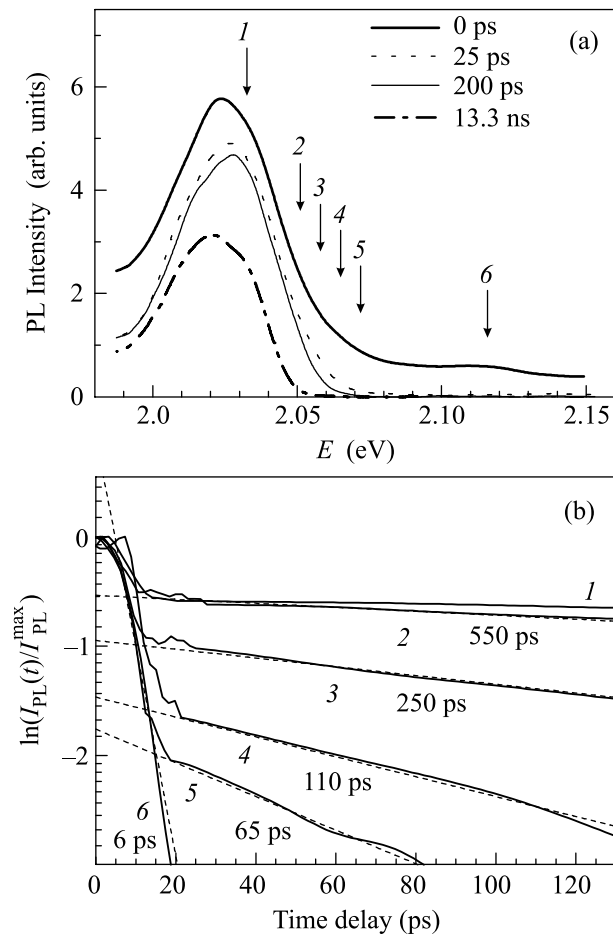 (a)
0 ps
25 ps
200 ps
13.3 ns
1
2
3
4
5
6
6
4
2
0
PL Intensity (arb. units)
2.0
2.05
2.10
2.15
E (eV)
(b)
0
−1
−2
ln(I_PL(t)/I_PL^max)
1
2
550 ps
3
250 ps
4
110 ps
5
65 ps
6
6 ps
0
20
40
60
80
100
120
Time delay (ps)